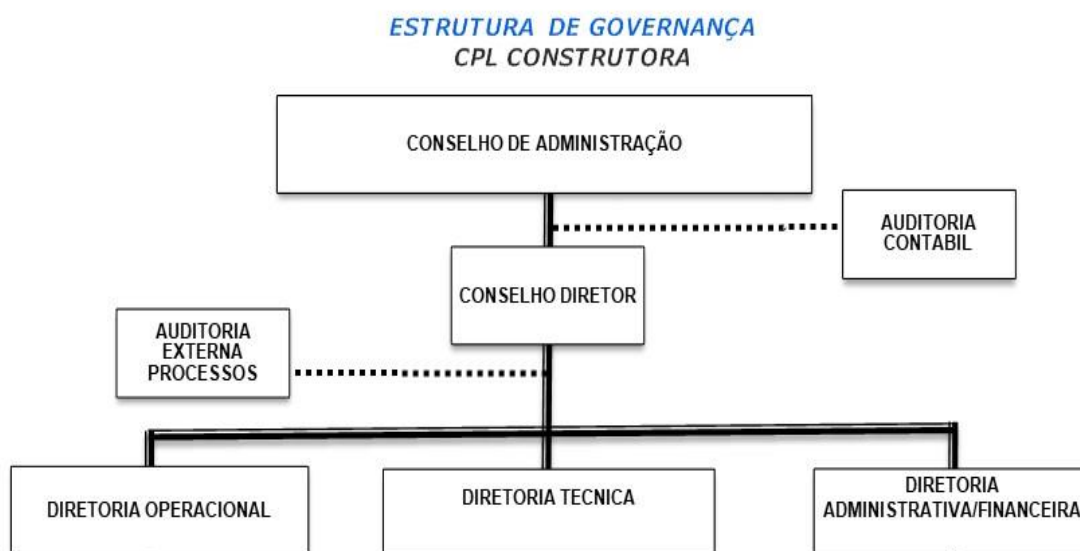 ESTRUTURA DE GOVERNANÇA
CPL CONSTRUTORA
CONSELHO DE ADMINISTRAÇÃO
AUDITORIA
CONTABIL
CONSELHO DIRETOR
AUDITORIA
EXTERNA
PROCESSOS
DIRETORIA OPERACIONAL
DIRETORIA TECNICA
DIRETORIA
ADMINISTRATIVA/FINANCEIRA